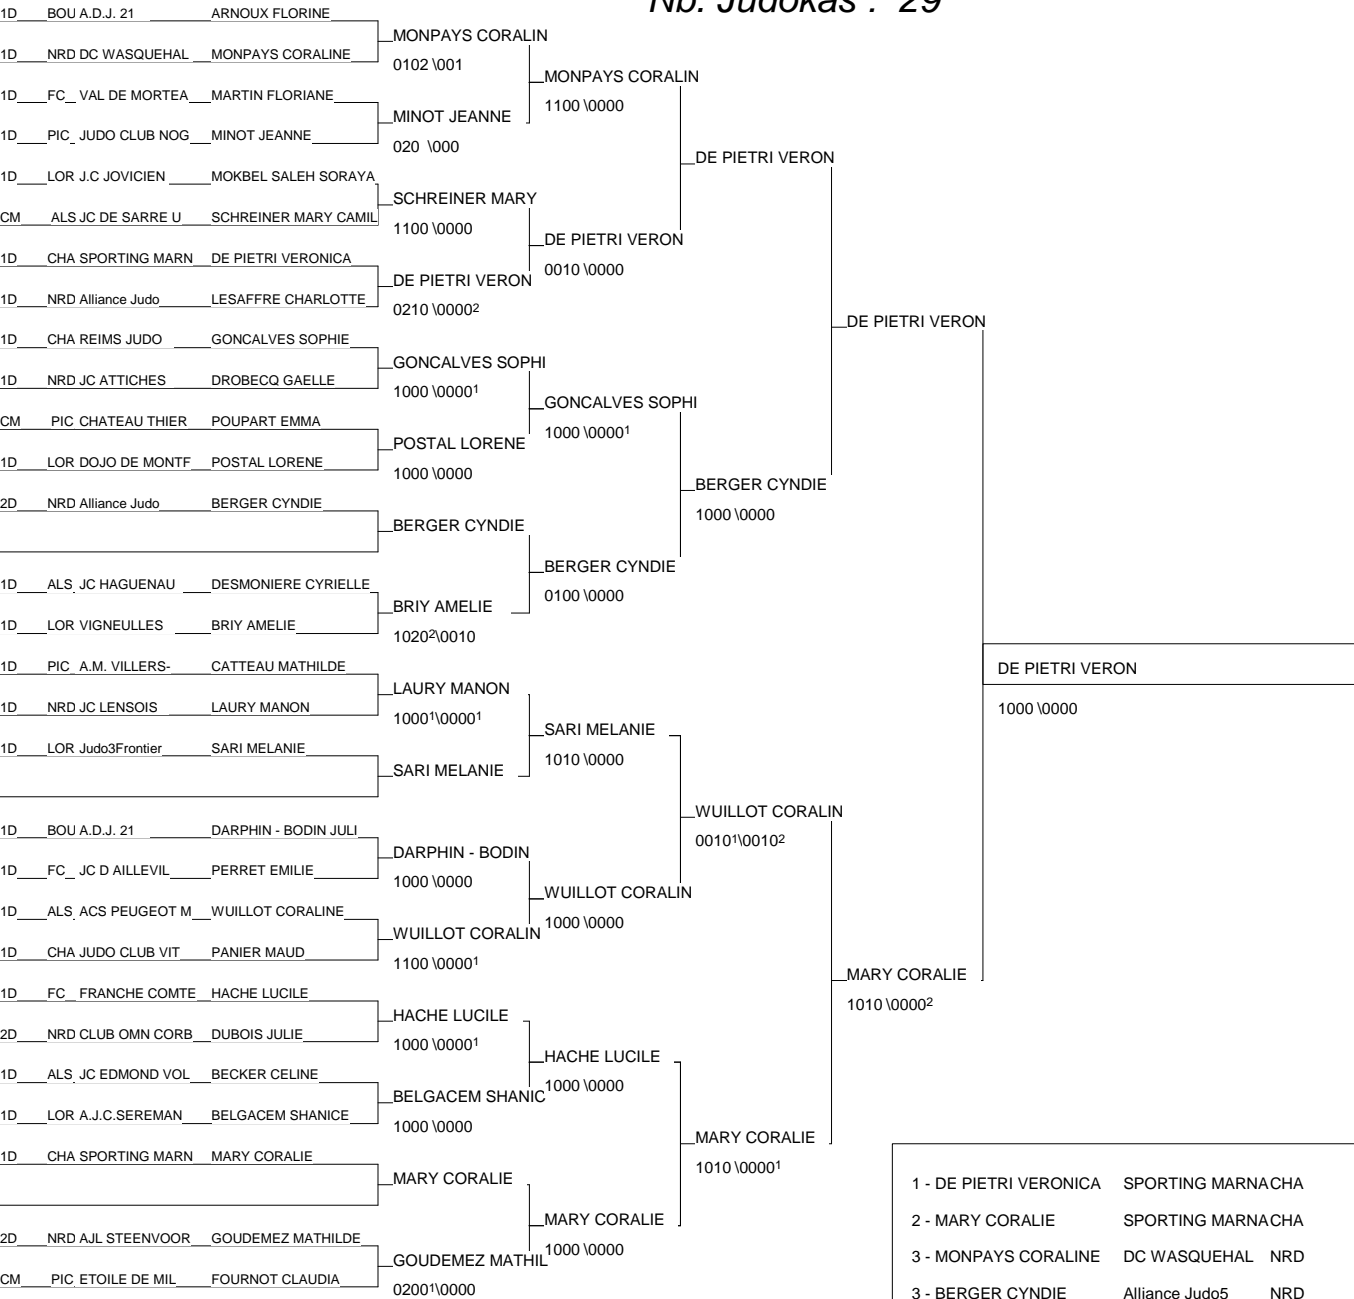 Nb. Judokas : 29
1D BOU A.D.J. 21 ARNOUX FLORINE
MONPAYS CORALIN
1D NRD DC WASQUEHAL MONPAYS CORALINE
0102 \001
MONPAYS CORALIN
1D FC_ VAL DE MORTEA MARTIN FLORIANE
1100 \0000
MINOT JEANNE
1D PIC JUDO CLUB NOG MINOT JEANNE
020 \000
DE PIETRI VERON
1D LOR J.C JOVICIEN MOKBEL SALEH SORAYA
SCHREINER MARY
CM ALS JC DE SARRE U SCHREINER MARY CAMIL
1100 \0000
DE PIETRI VERON
1D CHA SPORTING MARN DE PIETRI VERONICA
0010 \0000
DE PIETRI VERON
1D NRD Alliance Judo LESAFFRE CHARLOTTE
0210 \0000²
DE PIETRI VERON
1D CHA REIMS JUDO GONCALVES SOPHIE
GONCALVES SOPHI
1D NRD JC ATTICHES DROBECQ GAELLE
1000 \0000¹
GONCALVES SOPHI
CM PIC CHATEAU THIER POUPART EMMA
1000 \0000¹
POSTAL LORENE
1D LOR DOJO DE MONTF POSTAL LORENE
1000 \0000
BERGER CYNDIE
2D NRD Alliance Judo BERGER CYNDIE
1000 \0000
BERGER CYNDIE
BERGER CYNDIE
1D ALS JC HAGUENAU DESMONIERE CYRIELLE
0100 \0000
BRIY AMELIE
1D LOR VIGNEULLES BRIY AMELIE
1020²\0010
1D PIC A.M. VILLERS- CATTEAU MATHILDE
DE PIETRI VERON
LAURY MANON
1D NRD JC LENSOIS LAURY MANON
1000 \0000
1000¹\0000¹
SARI MELANIE
1D LOR Judo3Frontier SARI MELANIE
1010 \0000
SARI MELANIE
WUILLOT CORALIN
1D BOU A.D.J. 21 DARPHIN - BODIN JULI
0010¹\0010²
DARPHIN - BODIN
1D FC_ JC D AILLEVIL PERRET EMILIE
1000 \0000
WUILLOT CORALIN
1D ALS ACS PEUGEOT M WUILLOT CORALINE
1000 \0000
WUILLOT CORALIN
1D CHA JUDO CLUB VIT PANIER MAUD
1100 \0000¹
MARY CORALIE
1D FC_ FRANCHE COMTE HACHE LUCILE
1010 \0000²
HACHE LUCILE
2D NRD CLUB OMN CORB DUBOIS JULIE
1000 \0000¹
HACHE LUCILE
1D ALS JC EDMOND VOL BECKER CELINE
1000 \0000
BELGACEM SHANIC
1D LOR A.J.C.SEREMAN BELGACEM SHANICE
1000 \0000
MARY CORALIE
1D CHA SPORTING MARN MARY CORALIE
1010 \0000¹
MARY CORALIE
1 - DE PIETRI VERONICA SPORTING MARNACHA
MARY CORALIE
2 - MARY CORALIE SPORTING MARNACHA
2D NRD AJL STEENVOOR GOUDEMEZ MATHILDE
1000 \0000
3 - MONPAYS CORALINE DC WASQUEHAL NRD
GOUDEMEZ MATHIL
CM PIC ETOILE DE MIL FOURNOT CLAUDIA
0200¹\0000
3 - BERGER CYNDIE Alliance Judo5 NRD